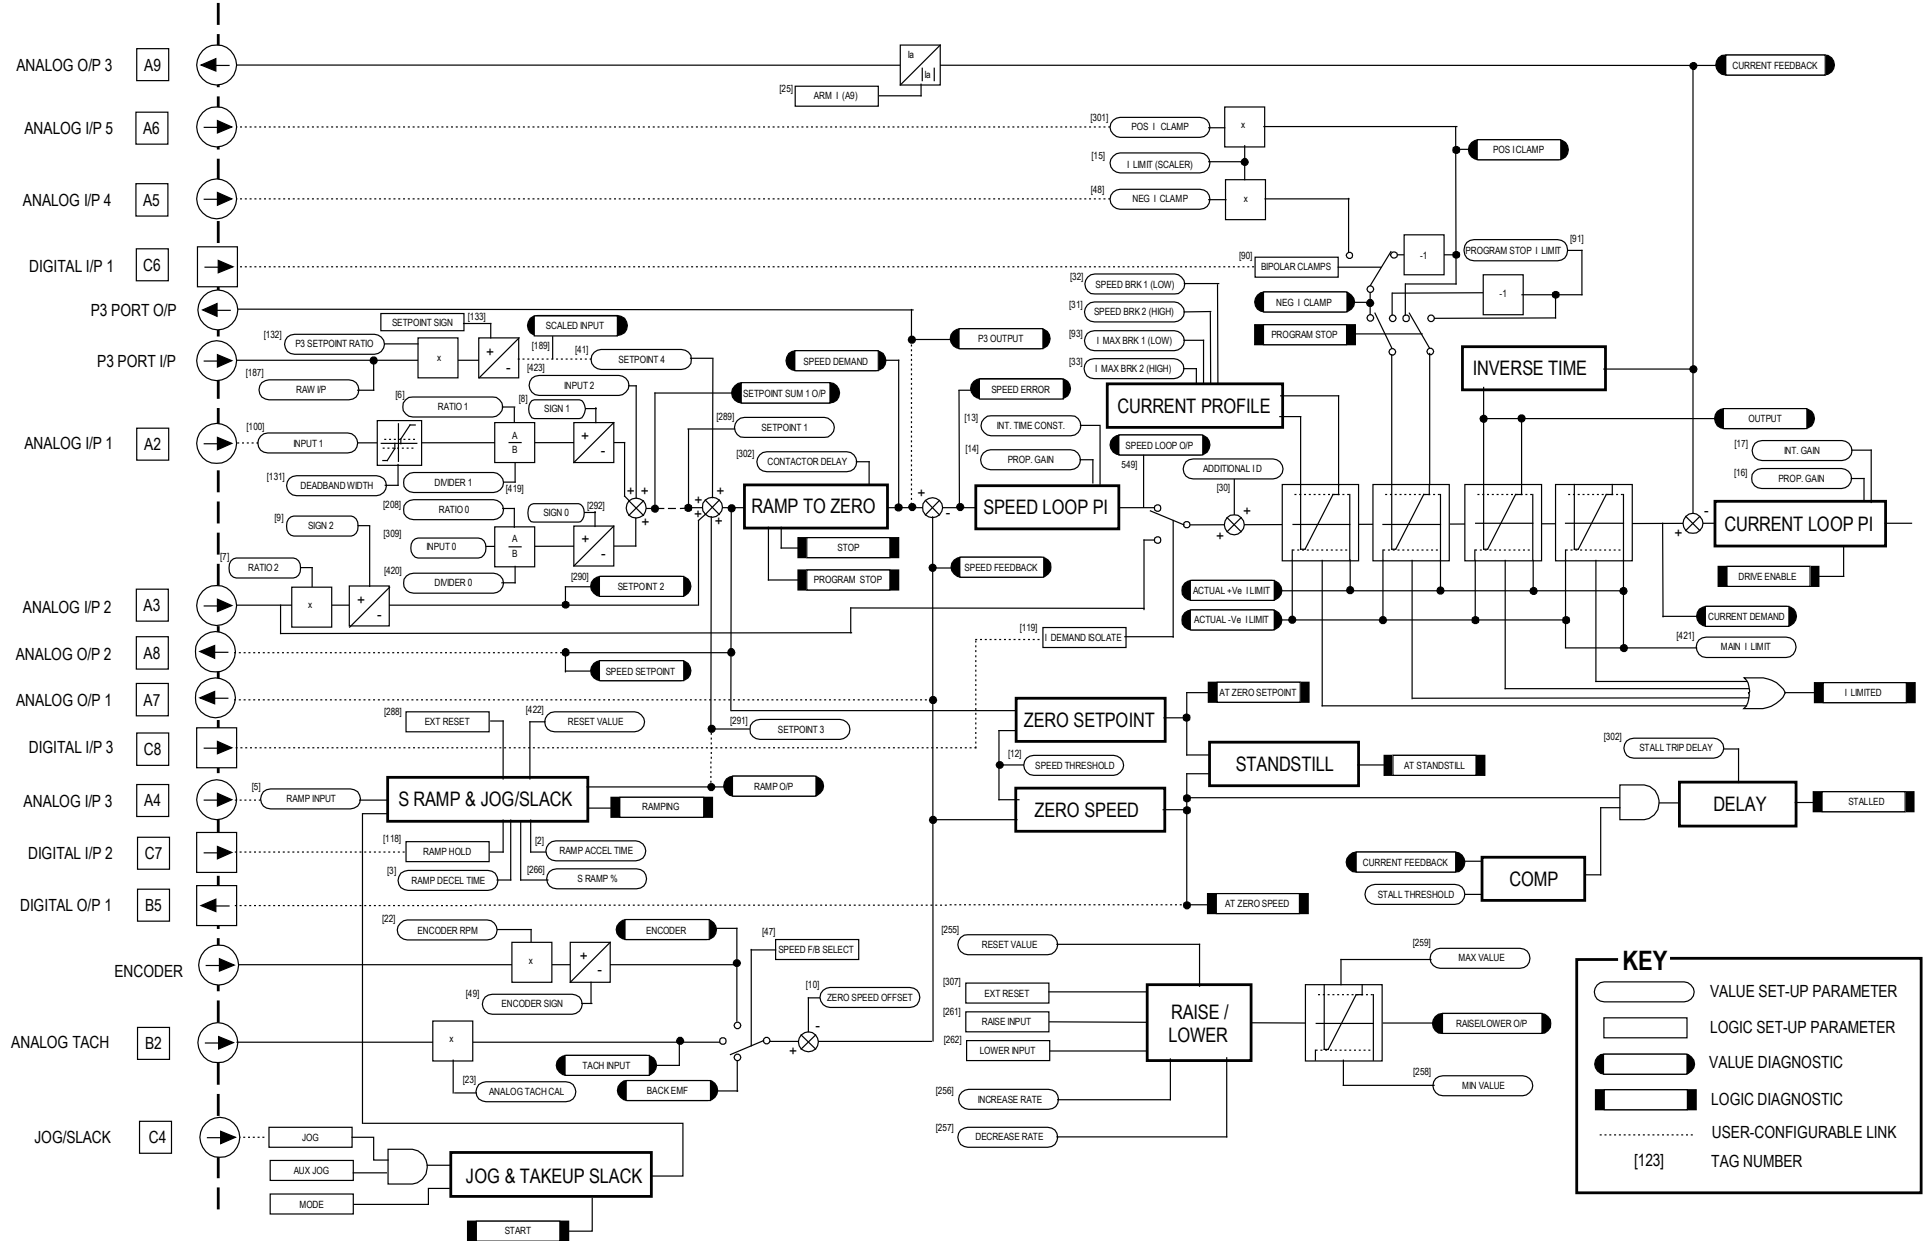 ANALOG O/P 3 A9
Ia
|Ia|
CURRENT FEEDBACK
[25] ARM I (A9)
ANALOG I/P 5 A6
[301] POS I CLAMP
x
POS I CLAMP
[15] I LIMIT (SCALER)
ANALOG I/P 4 A5
[48] NEG I CLAMP
x
DIGITAL I/P 1 C6
[90] BIPOLAR CLAMPS
-1
PROGRAM STOP I LIMIT [91]
-1
[32] SPEED BRK 1 (LOW)
NEG I CLAMP
P3 PORT O/P
[31] SPEED BRK 2 (HIGH)
PROGRAM STOP
SETPOINT SIGN [133]
SCALED INPUT
[132] P3 SETPOINT RATIO
x
+
-
[189]
[41] SETPOINT 4
P3 OUTPUT
[93] I MAX BRK 1 (LOW)
P3 PORT I/P
SPEED DEMAND
[33] I MAX BRK 2 (HIGH)
INVERSE TIME
[187] RAW I/P
[423] INPUT 2
SETPOINT SUM 1 O/P
SPEED ERROR
CURRENT PROFILE
[6] RATIO 1
[8] SIGN 1
[289] SETPOINT 1
[13] INT. TIME CONST.
OUTPUT
ANALOG I/P 1 A2
[100] INPUT 1
A
B
+
-
SPEED LOOP O/P
549]
[17] INT. GAIN
[302] CONTACTOR DELAY
[14] PROP. GAIN
ADDITIONAL ID
[30]
[16] PROP. GAIN
[131] DEADBAND WIDTH
DIVIDER 1
[419]
[208] RATIO 0
SIGN 0 [292]
+
+
+
+
+
+
+
+
RAMP TO ZERO
+
-
SPEED LOOP PI
+
+
+
-
CURRENT LOOP PI
[9] SIGN 2
[309] INPUT 0
A
B
+
-
STOP
[7] RATIO 2
[420] DIVIDER 0
[290] SETPOINT 2
PROGRAM STOP
SPEED FEEDBACK
DRIVE ENABLE
ANALOG I/P 2 A3
x
+
-
ACTUAL +Ve I LIMIT
ACTUAL -Ve I LIMIT
CURRENT DEMAND
[119] I DEMAND ISOLATE
[421] MAIN I LIMIT
ANALOG O/P 2 A8
SPEED SETPOINT
ANALOG O/P 1 A7
AT ZERO SETPOINT
I LIMITED
[288] EXT RESET
[422] RESET VALUE
[291] SETPOINT 3
ZERO SETPOINT
DIGITAL I/P 3 C8
[12] SPEED THRESHOLD
STANDSTILL
AT STANDSTILL
[302] STALL TRIP DELAY
ANALOG I/P 3 A4
[5] RAMP INPUT
S RAMP & JOG/SLACK
RAMP O/P
RAMPING
ZERO SPEED
DELAY
STALLED
DIGITAL I/P 2 C7
[118] RAMP HOLD
[2] RAMP ACCEL TIME
[3] RAMP DECEL TIME
[266] S RAMP %
CURRENT FEEDBACK
COMP
STALL THRESHOLD
DIGITAL O/P 1 B5
AT ZERO SPEED
[22] ENCODER RPM
ENCODER
[47] SPEED F/B SELECT
[255] RESET VALUE
[259] MAX VALUE
ENCODER
x
+
-
[49] ENCODER SIGN
[10] ZERO SPEED OFFSET
[307] EXT RESET
[261] RAISE INPUT
RAISE /
LOWER
RAISE/LOWER O/P
ANALOG TACH B2
x
-
+
[262] LOWER INPUT
TACH INPUT
[23] ANALOG TACH CAL
BACK EMF
[256] INCREASE RATE
[258] MIN VALUE
[257] DECREASE RATE
JOG/SLACK C4
JOG
AUX JOG
MODE
JOG & TAKEUP SLACK
START
KEY
VALUE SET-UP PARAMETER
LOGIC SET-UP PARAMETER
VALUE DIAGNOSTIC
LOGIC DIAGNOSTIC
USER-CONFIGURABLE LINK
[123] TAG NUMBER